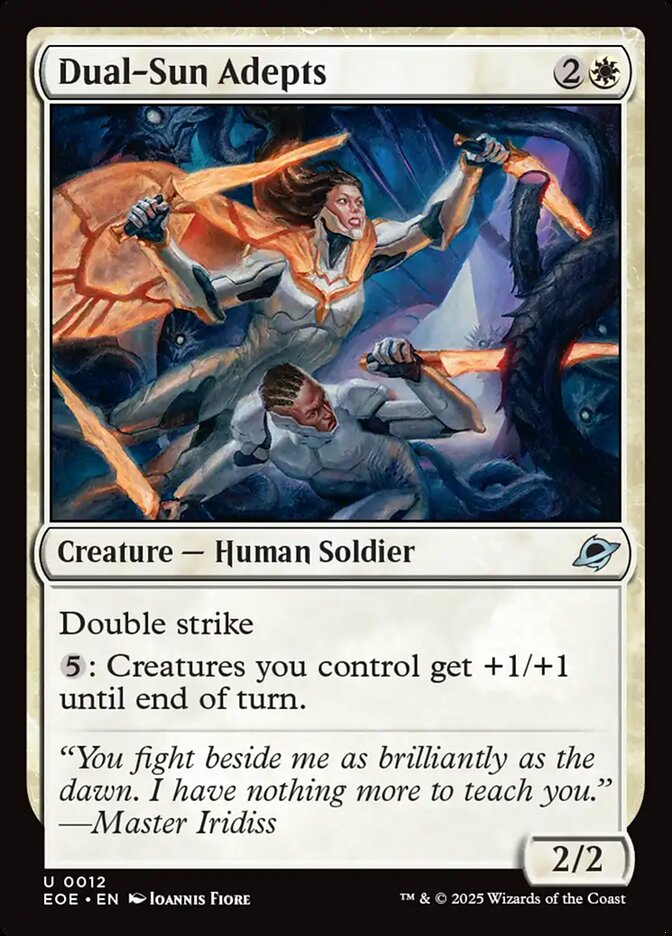 Dual-Sun Adepts 2
Creature — Human Soldier
Double strike
5: Creatures you control get +1/+1
until end of turn.
“You fight beside me as brilliantly as the
dawn. I have nothing more to teach you.”
—Master Iridiss
2/2
U 0012
EOE • EN Ioannis Fiore ™ & © 2025 Wizards of the Coast